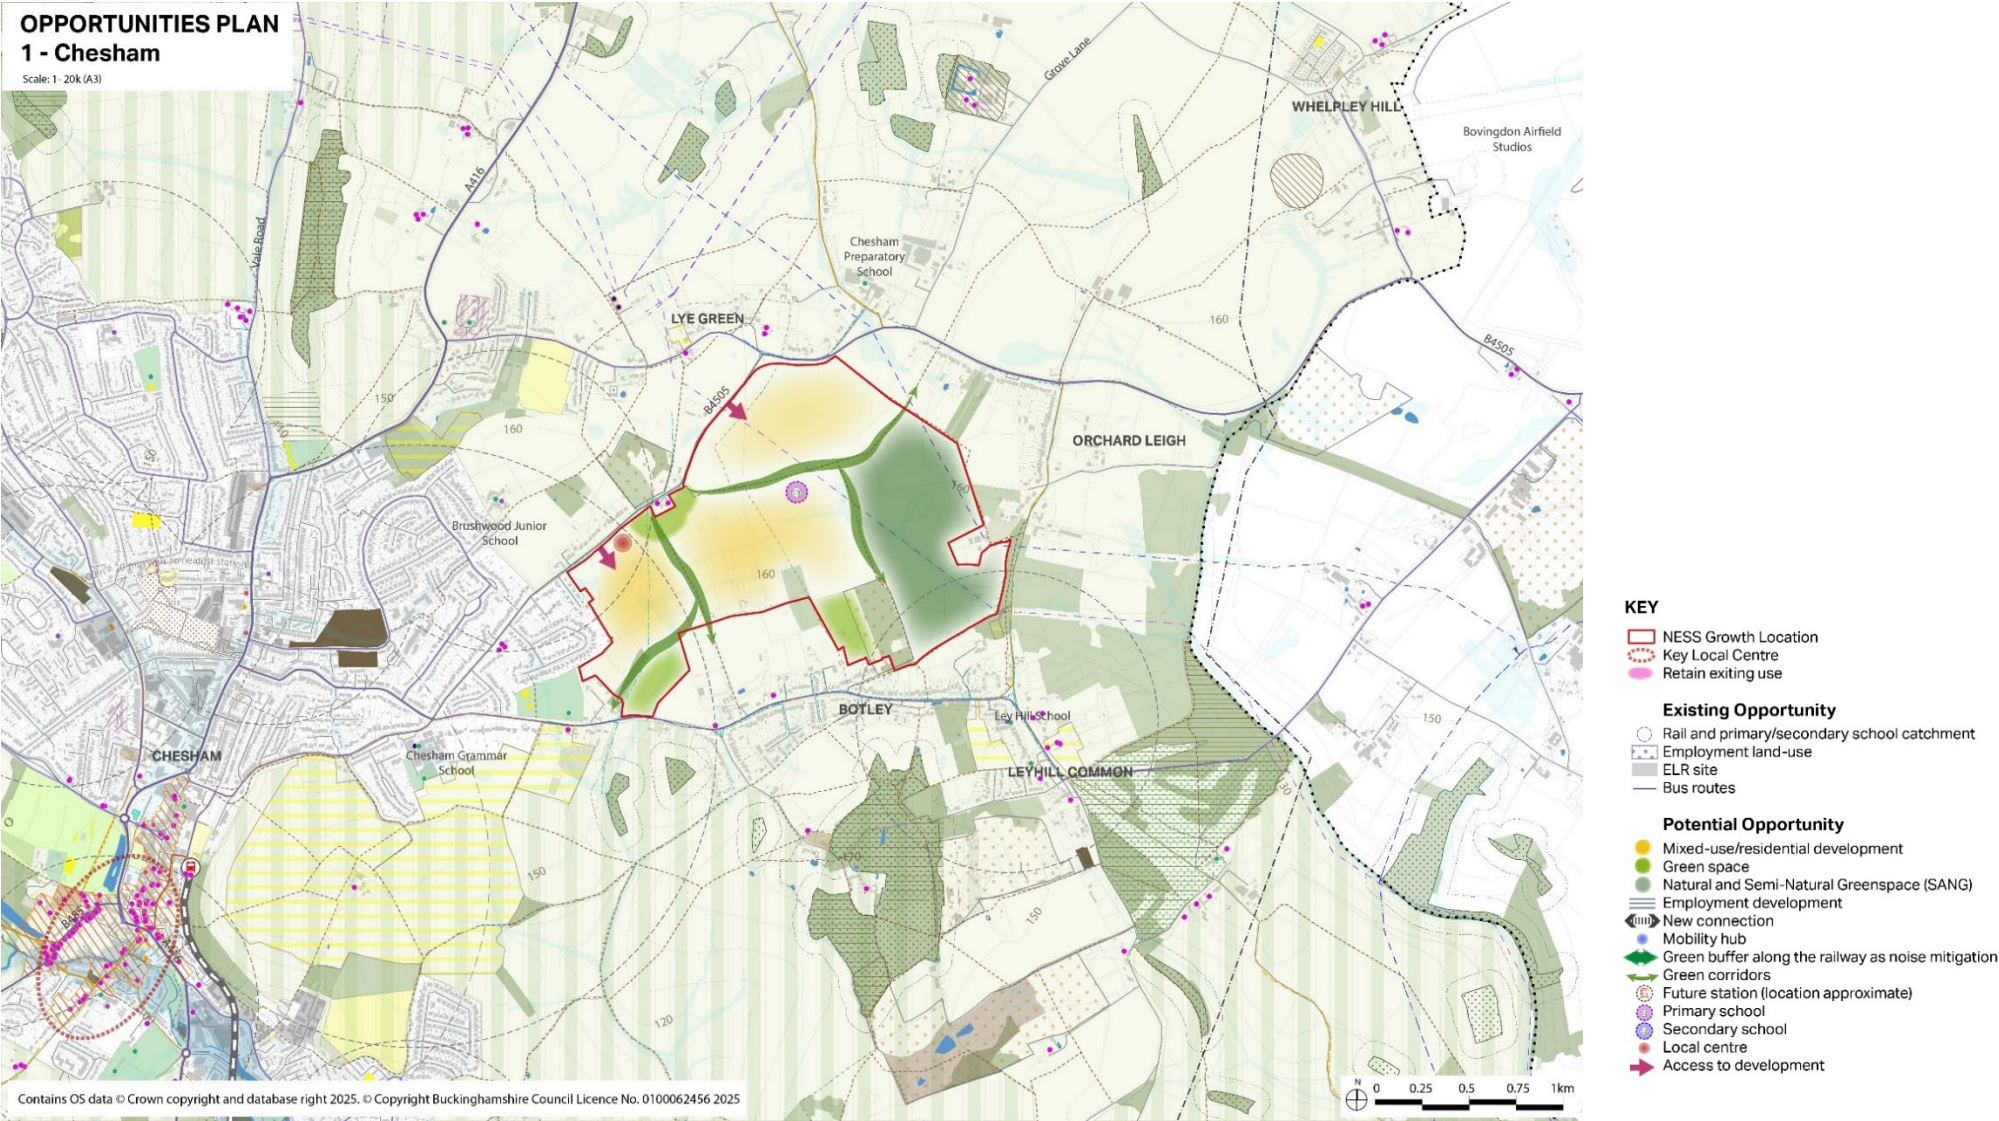 OPPORTUNITIES PLAN
1 - Chesham
Scale: 1- 20k (A3)
Grove Lane
WHELPLEY HILL
Bovingdon Airfield
Studios
A416
Vale Road
Chesham
Preparatory
School
LYE GREEN
160
B4505
150
B4505
160
ORCHARD LEIGH
150
160
Brushwood Junior
School
160
BOTLEY
Ley Hill School
150
CHESHAM
Chesham Grammar
School
LEYHILL COMMON
150
150
B485
120
Contains OS data © Crown copyright and database right 2025. © Copyright Buckinghamshire Council Licence No. 0100062456 2025
N
0 0.25 0.5 0.75 1km
KEY
NESS Growth Location
Key Local Centre
Retain exiting use
Existing Opportunity
Rail and primary/secondary school catchment
Employment land-use
ELR site
Bus routes
Potential Opportunity
Mixed-use/residential development
Green space
Natural and Semi-Natural Greenspace (SANG)
Employment development
New connection
Mobility hub
Green buffer along the railway as noise mitigation
Green corridors
Future station (location approximate)
Primary school
Secondary school
Local centre
Access to development